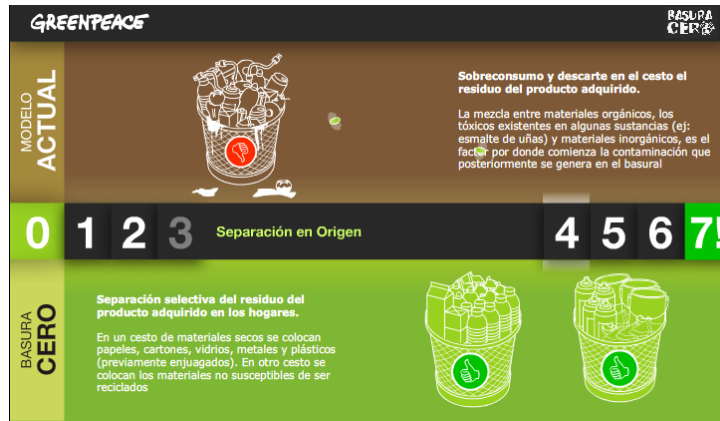 GREENPEACE
BASURA
CERO
MODELO
ACTUAL
Sobreconsumo y descarte en el cesto el
residuo del producto adquirido.
La mezcla entre materiales orgánicos, los
tóxicos existentes en algunas sustancias (ej:
esmalte de uñas) y materiales inorgánicos, es el
factor por donde comienza la contaminación que
posteriormente se genera en el basural
0 1 2 3 Separación en Origen 4 5 6 7!
BASURA
CERO
Separación selectiva del residuo del
producto adquirido en los hogares.
En un cesto de materiales secos se colocan
papeles, cartones, vidrios, metales y plásticos
(previamente enjuagados). En otro cesto se
colocan los materiales no susceptibles de ser
reciclados